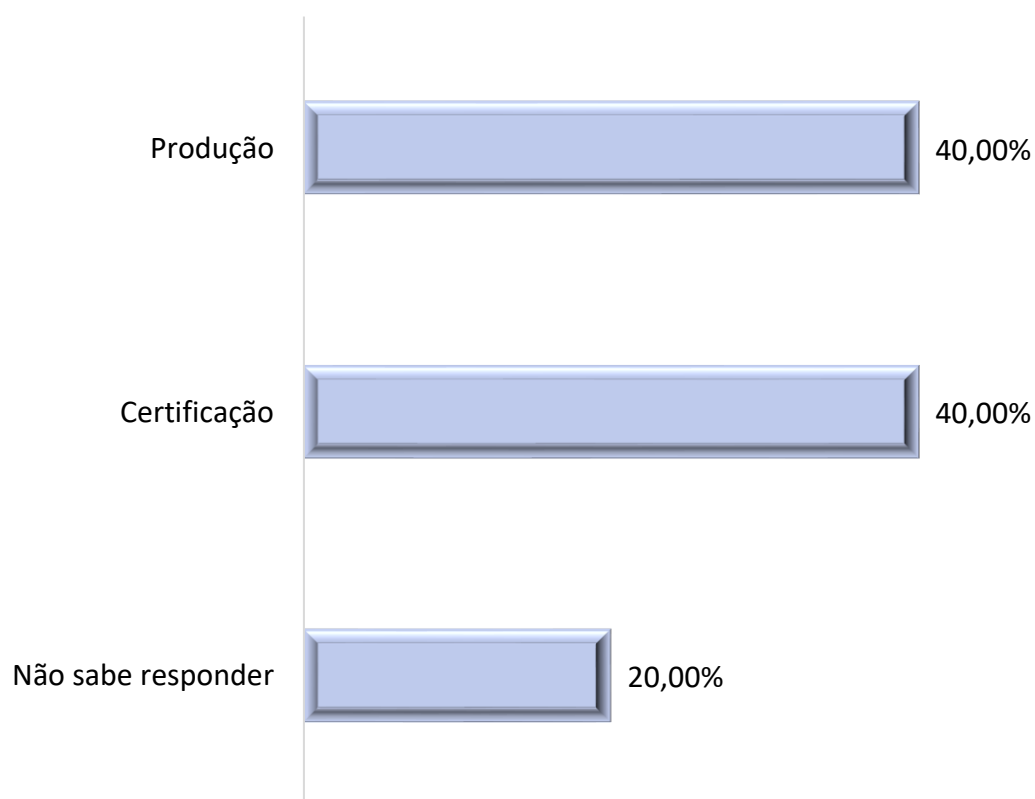 Produção
40,00%
Certificação
40,00%
Não sabe responder
20,00%